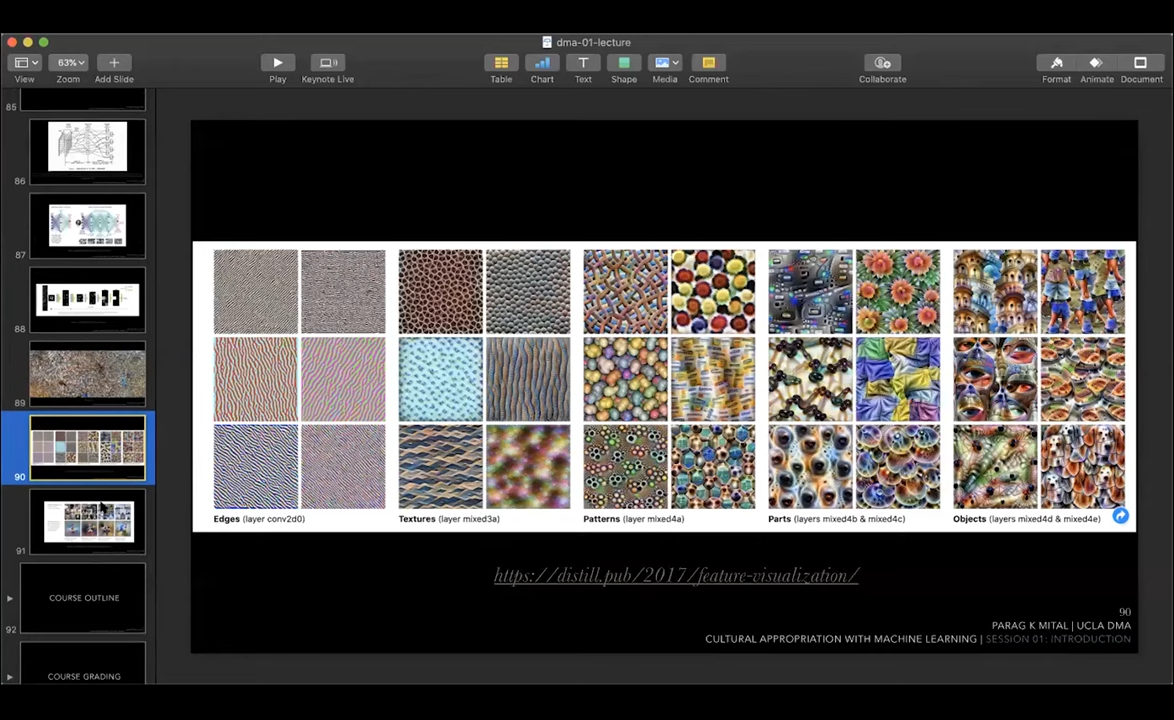 dma-01-lecture
63%
View
Zoom
Add Slide
Play
Keynote Live
Table
Chart
Text
Shape
Media
Comment
Collaborate
Format
Animate
Document
85
86
87
88
89
90
91
COURSE OUTLINE
92
COURSE GRADING
Edges (layer conv2d0)
Textures (layer mixed3a)
Patterns (layer mixed4a)
Parts (layers mixed4b & mixed4c)
Objects (layers mixed4d & mixed4e)
https://distill.pub/2017/feature-visualization/
90
PARAG K MITAL | UCLA DMA
CULTURAL APPROPRIATION WITH MACHINE LEARNING | SESSION 01: INTRODUCTION